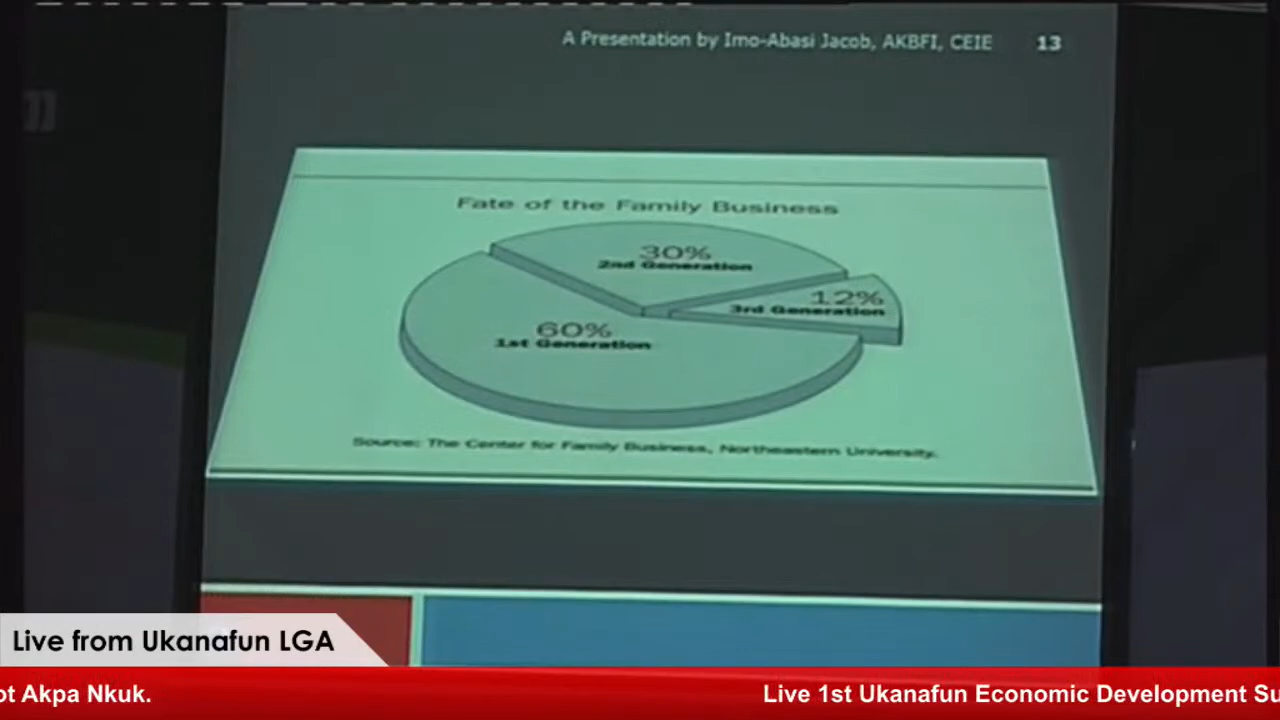 A Presentation by Imo-Abasi Jacob, AKBFI, CEIE 13
Fate of the Family Business
30%
2nd Generation
12%
3rd Generation
60%
1st Generation
Source: The Center for Family Business, Northeastern University.
Live from Ukanafun LGA
ot Akpa Nkuk. Live 1st Ukanafun Economic Development Su